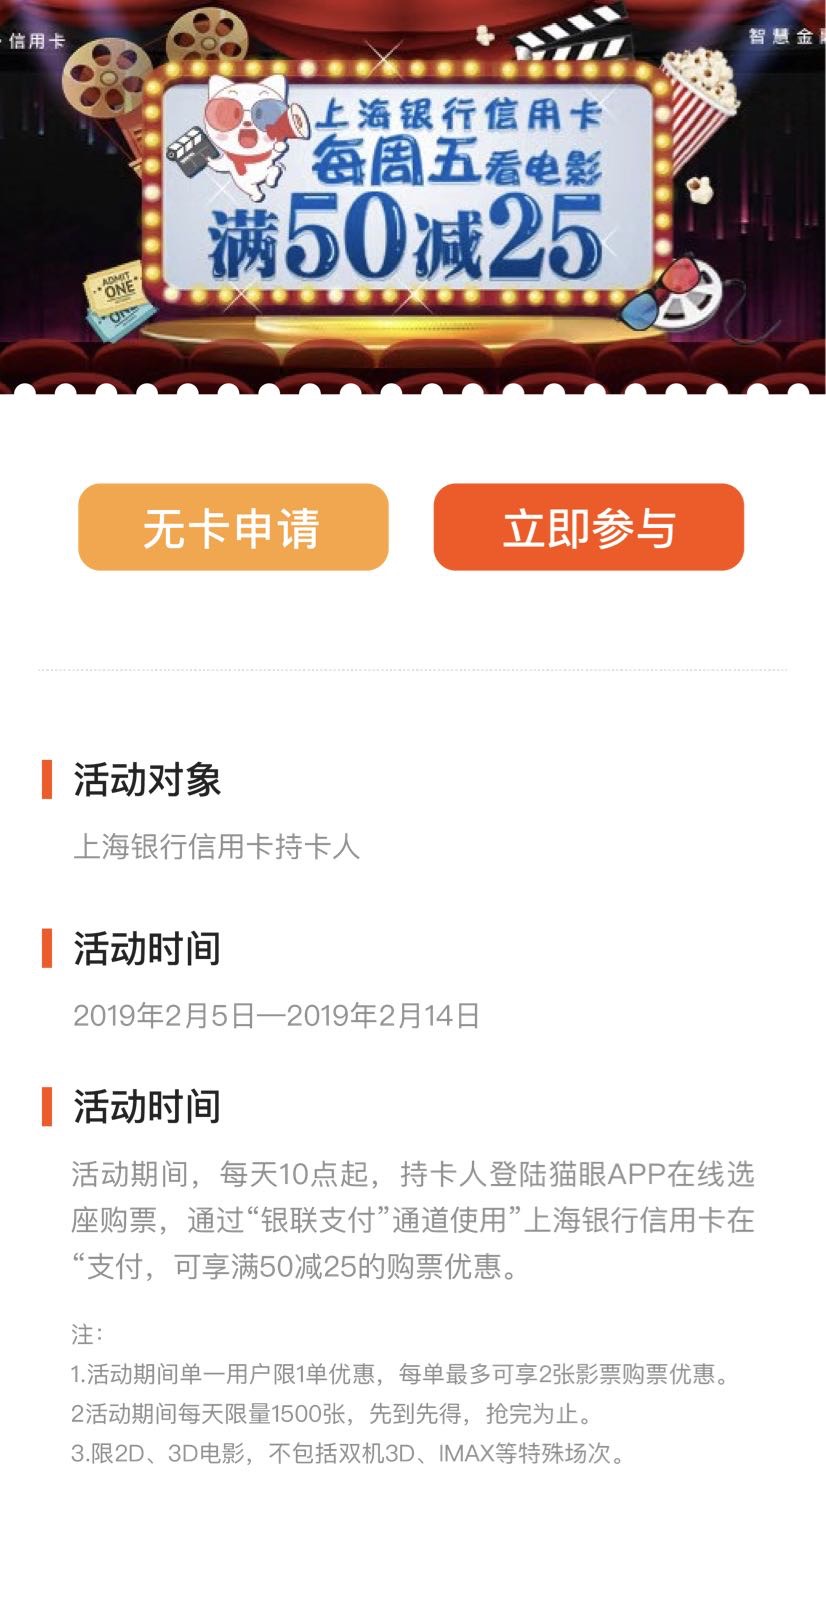 信用卡
智慧金
上海银行信用卡
每周五看电影
满50减25
ADMIT
ONE
无卡申请
立即参与
活动对象
上海银行信用卡持卡人
活动时间
2019年2月5日—2019年2月14日
活动时间
活动期间，每天10点起，持卡人登陆猫眼APP在线选
座购票，通过“银联支付”通道使用”上海银行信用卡在
“支付，可享满50减25的购票优惠。
注：
1.活动期间单一用户限1单优惠，每单最多可享2张影票购票优惠。
2活动期间每天限量1500张，先到先得，抢完为止。
3.限2D、3D电影，不包括双机3D、IMAX等特殊场次。